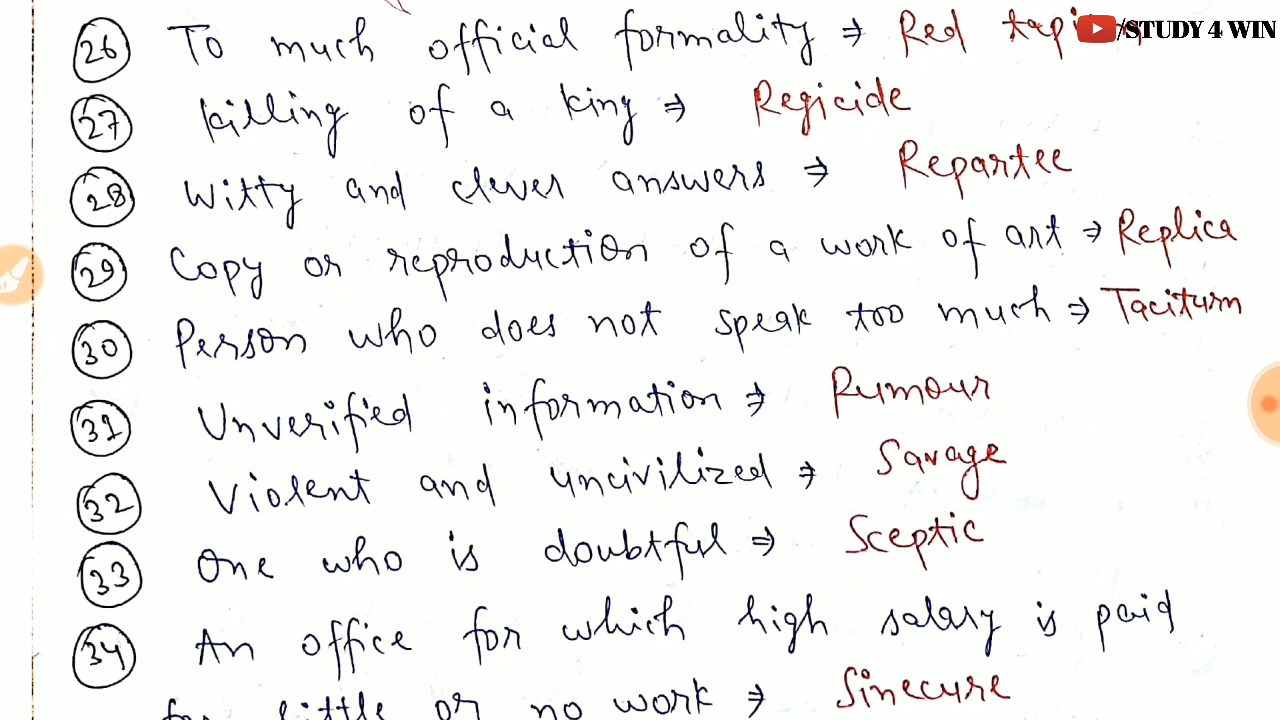 26 To much official formality ⇒ Red /STUDY 4 WIN
27 Killing of a king ⇒ Regicide
28 Witty and clever answers ⇒ Repartee
29 Copy or reproduction of a work of art ⇒ Replica
30 Person who does not speak too much ⇒ Taciturn
31 Unverified information ⇒ Rumour
32 Violent and uncivilized ⇒ Savage
33 One who is doubtful ⇒ Sceptic
34 An office for which high salary is paid
for little or no work ⇒ Sinecure